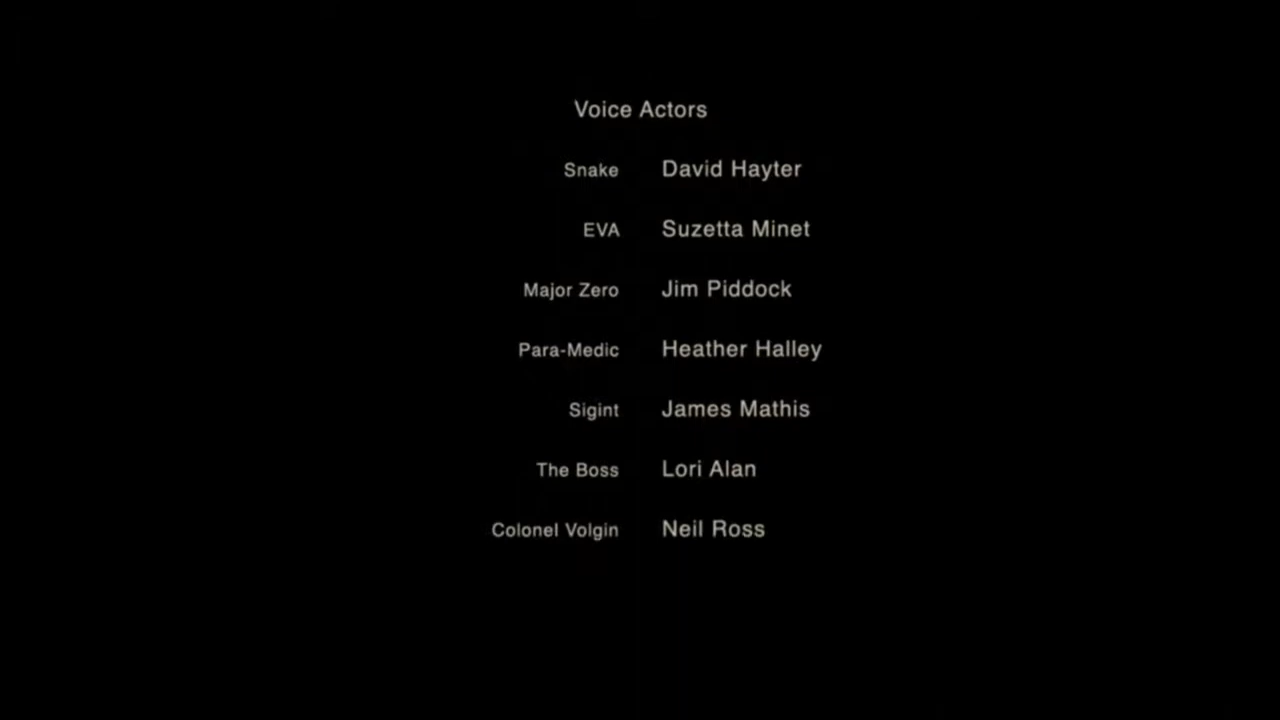 Voice Actors
Snake David Hayter
EVA Suzetta Minet
Major Zero Jim Piddock
Para-Medic Heather Halley
Sigint James Mathis
The Boss Lori Alan
Colonel Volgin Neil Ross